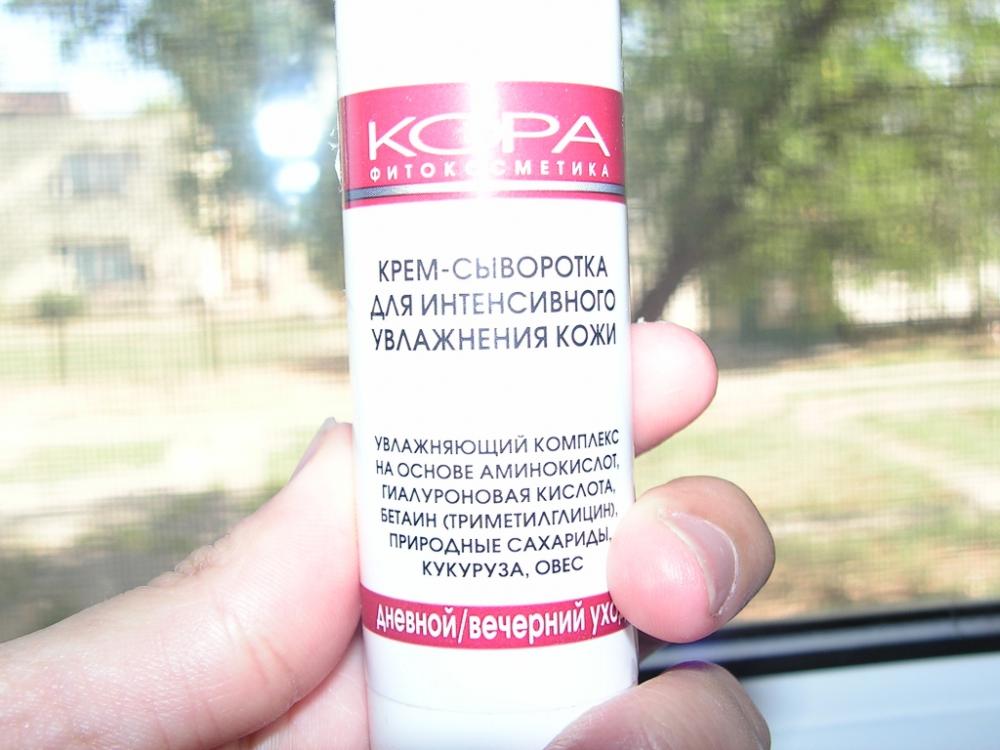 КОРА
ФИТОКОСМЕТИКА
КРЕМ-СЫВОРОТКА
ДЛЯ ИНТЕНСИВНОГО
УВЛАЖНЕНИЯ КОЖИ
УВЛАЖНЯЮЩИЙ КОМПЛЕКС
НА ОСНОВЕ АМИНОКИСЛОТ,
ГИАЛУРОНОВАЯ КИСЛОТА,
БЕТАИН (ТРИМЕТИЛГЛИЦИН),
ПРИРОДНЫЕ САХАРИДЫ,
КУКУРУЗА, ОВЕС
дневной/вечерний уход